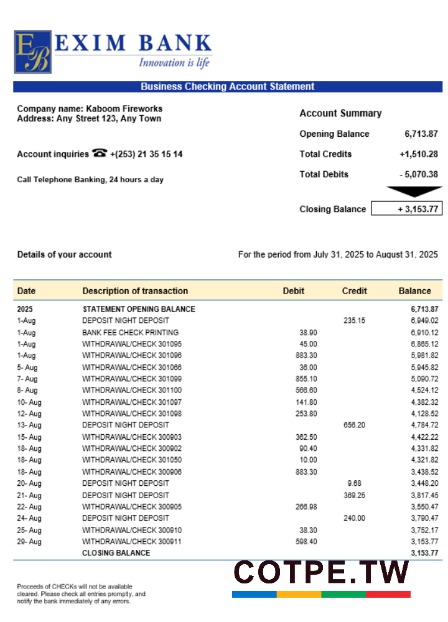 EB EXIM BANK
Innovation is life
Business Checking Account Statement
Company name: Kaboom Fireworks
Address: Any Street 123, Any Town
Account inquiries ☎ +(253) 21 35 15 14
Call Telephone Banking, 24 hours a day
Account Summary
Opening Balance 6,713.87
Total Credits +1,510.28
Total Debits - 5,070.38
Closing Balance + 3,153.77
Details of your account For the period from July 31, 2025 to August 31, 2025
Date Description of transaction Debit Credit Balance
2025 STATEMENT OPENING BALANCE 6,713.87
1-Aug DEPOSIT NIGHT DEPOSIT 235.15 6,949.02
1-Aug BANK FEE CHECK PRINTING 38.90 6,910.12
1-Aug WITHDRAWAL/CHECK 301095 45.00 6,865.12
1-Aug WITHDRAWAL/CHECK 301096 883.30 5,981.82
5- Aug WITHDRAWAL/CHECK 301066 36.00 5,945.82
7- Aug WITHDRAWAL/CHECK 301099 855.10 5,090.72
8- Aug WITHDRAWAL/CHECK 301100 566.60 4,524.12
10- Aug WITHDRAWAL/CHECK 301097 141.80 4,382.32
12- Aug WITHDRAWAL/CHECK 301098 253.80 4,128.52
13- Aug DEPOSIT NIGHT DEPOSIT 656.20 4,784.72
15- Aug WITHDRAWAL/CHECK 300903 362.50 4,422.22
18- Aug WITHDRAWAL/CHECK 300902 90.40 4,331.82
18- Aug WITHDRAWAL/CHECK 301050 10.00 4,321.82
18- Aug WITHDRAWAL/CHECK 300906 883.30 3,438.52
20- Aug DEPOSIT NIGHT DEPOSIT 9.68 3,448.20
21- Aug DEPOSIT NIGHT DEPOSIT 369.25 3,817.45
22- Aug WITHDRAWAL/CHECK 300905 266.98 3,550.47
24- Aug DEPOSIT NIGHT DEPOSIT 240.00 3,790.47
25- Aug WITHDRAWAL/CHECK 300910 38.30 3,752.17
29- Aug WITHDRAWAL/CHECK 300911 598.40 3,153.77
CLOSING BALANCE 3,153.77
Proceeds of CHECKs will not be available
cleared. Please check all entries promptly, and
notify the bank immediately of any errors.
COTPE.TW